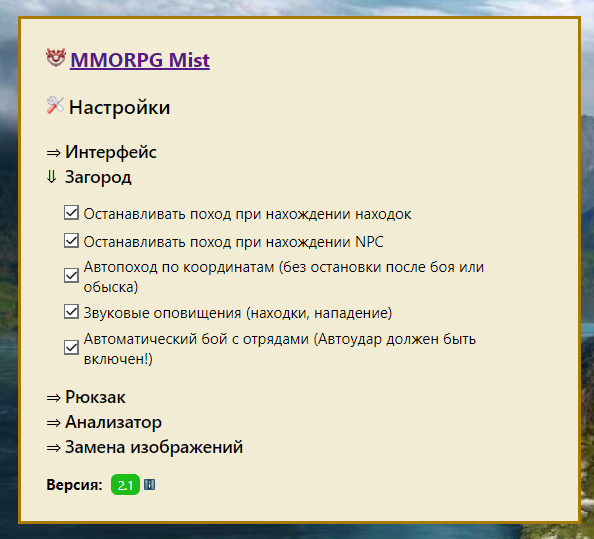 MMORPG Mist
Настройки
⇒ Интерфейс
⇓ Загород
Останавливать поход при нахождении находок
Останавливать поход при нахождении NPC
Автопоход по координатам (без остановки после боя или
обыска)
Звуковые оповищения (находки, нападение)
Автоматический бой с отрядами (Автоудар должен быть
включен!)
⇒ Рюкзак
⇒ Анализатор
⇒ Замена изображений
Версия: 2.1